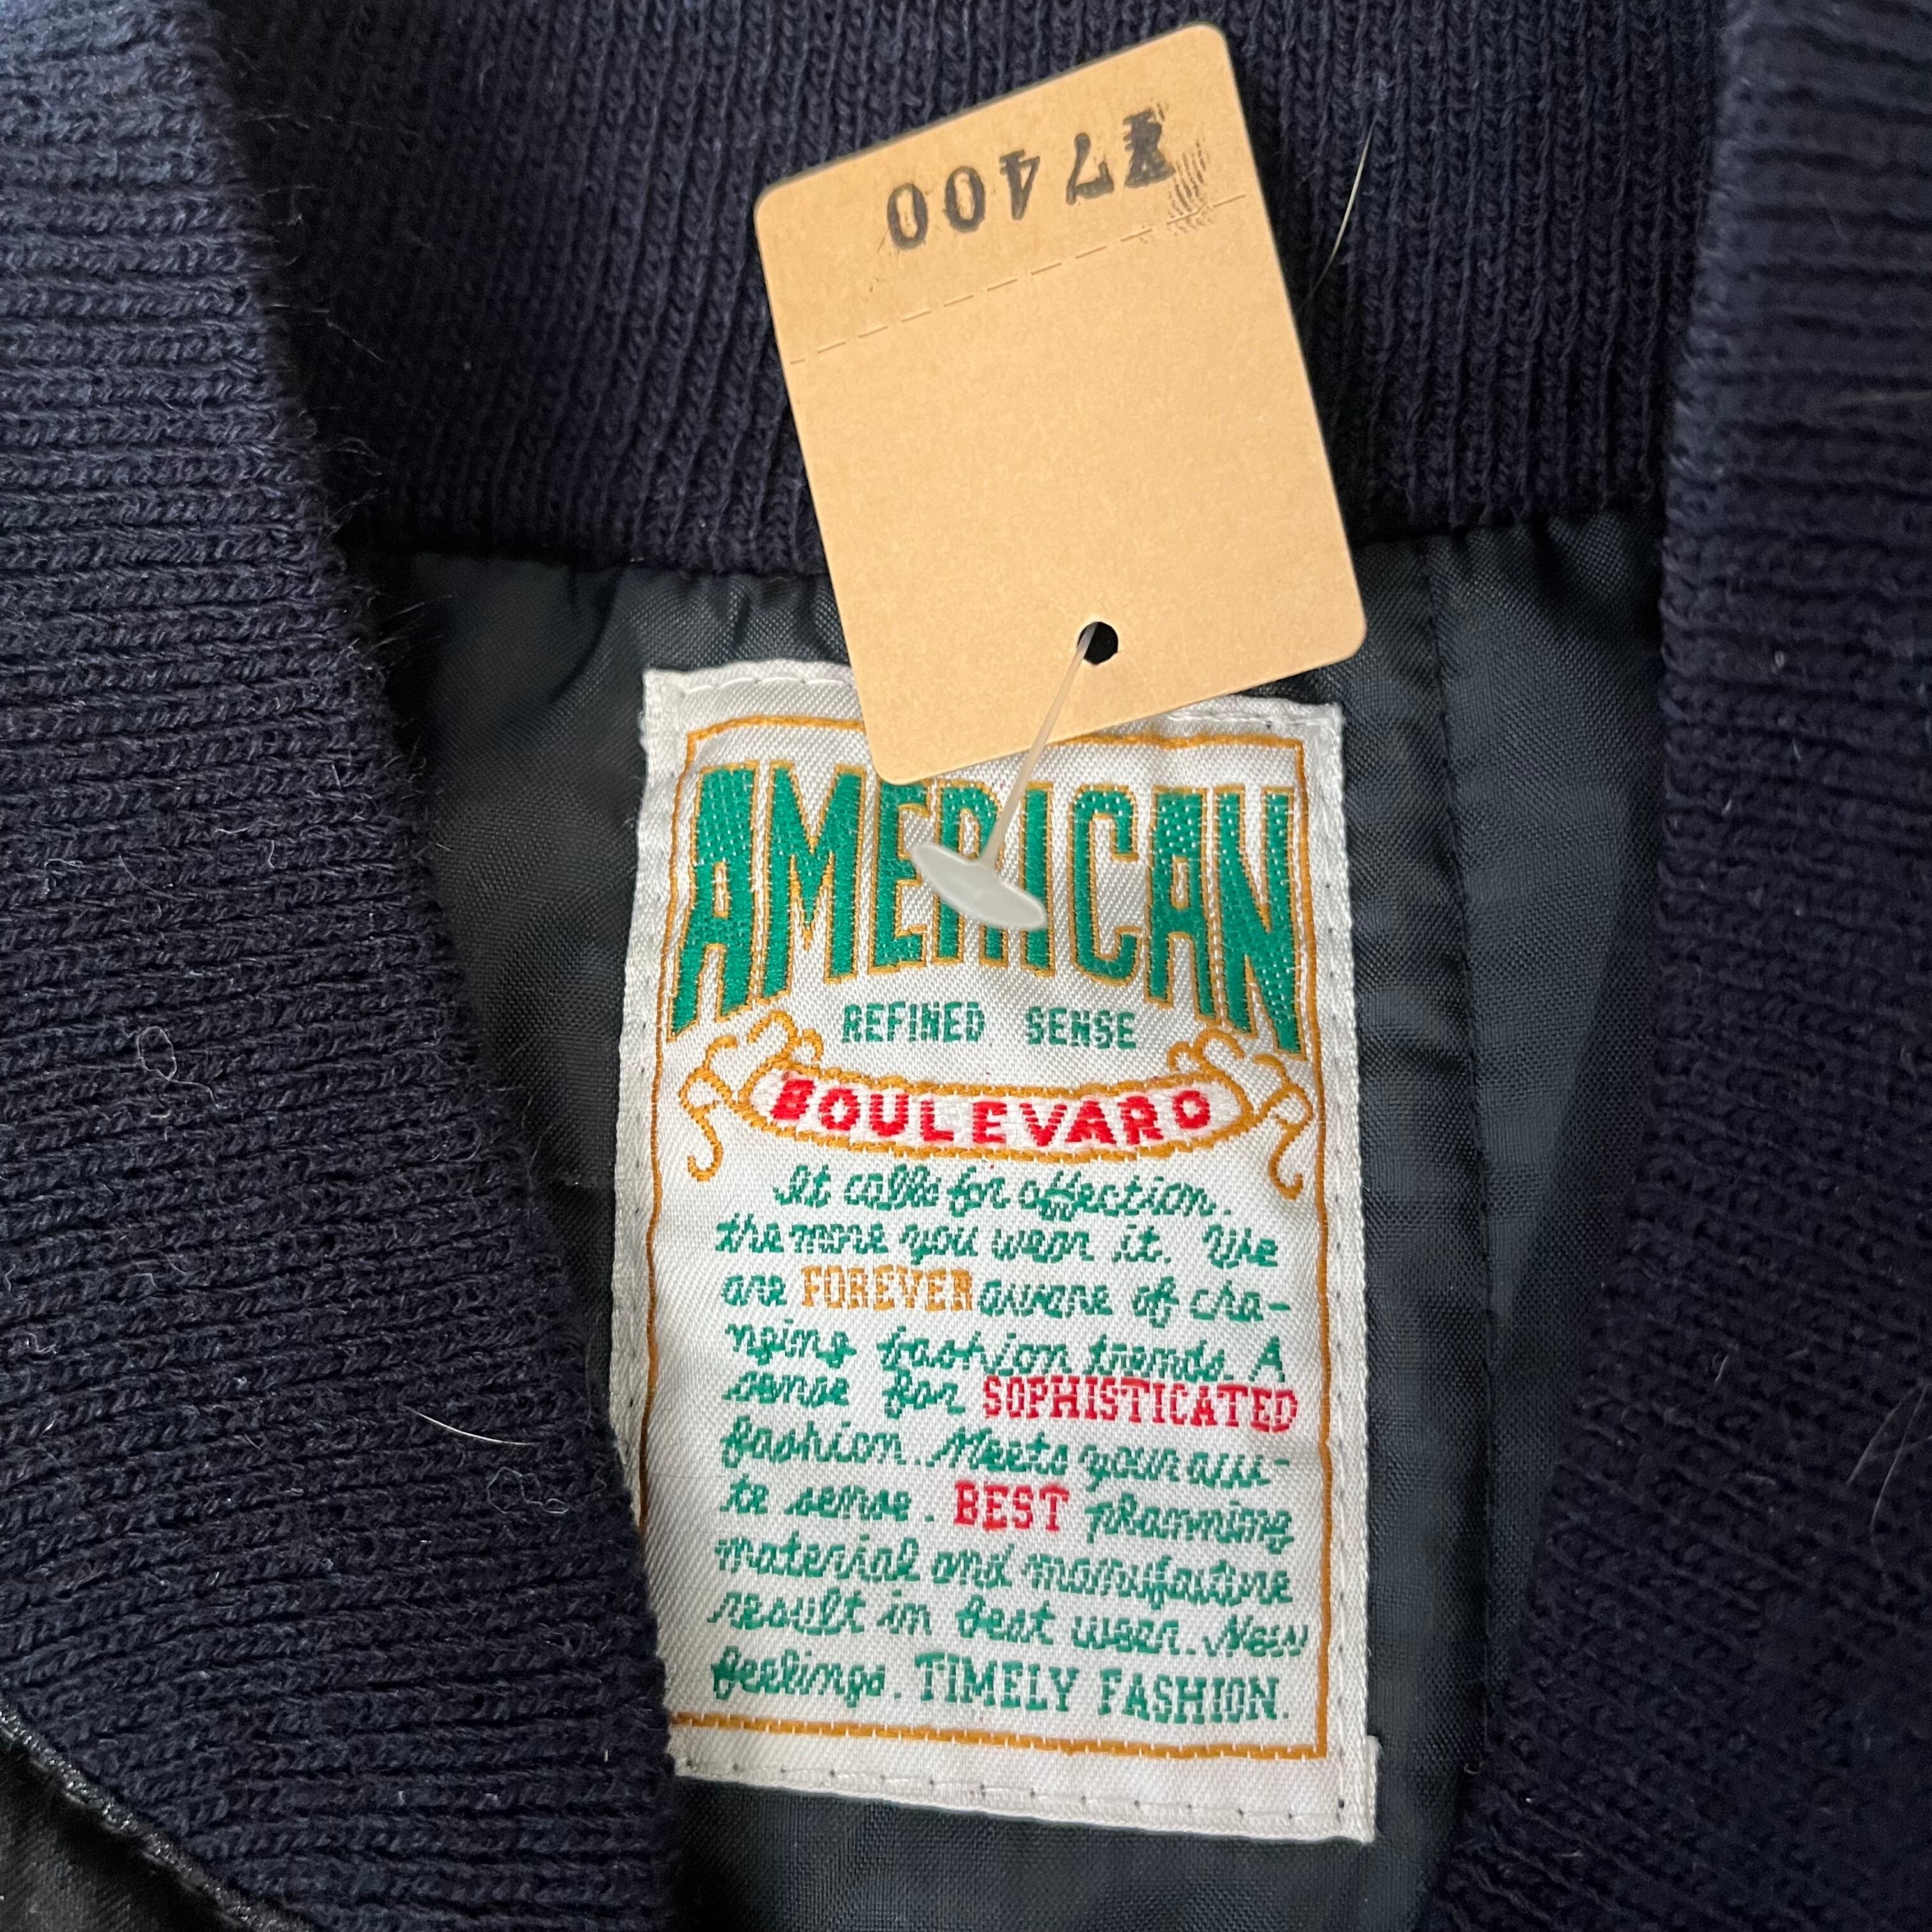 ¥7400
AMERICAN
REFINED SENSE
BOULEVARD
It calls for affection.
the more you wear it. We
are FOREVER aware of cha-
nging fashion trends. A
sense for SOPHISTICATED
fashion. Meets your qui-
te sense. BEST planning
material and manufacture
result in best wear. New
feelings. TIMELY FASHION.